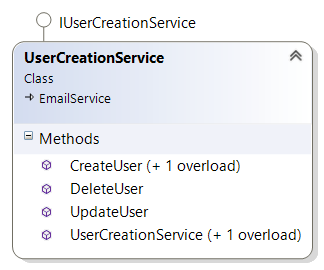 IUserCreationService
UserCreationService
Class
EmailService
Methods
CreateUser (+ 1 overload)
DeleteUser
UpdateUser
UserCreationService (+ 1 overload)